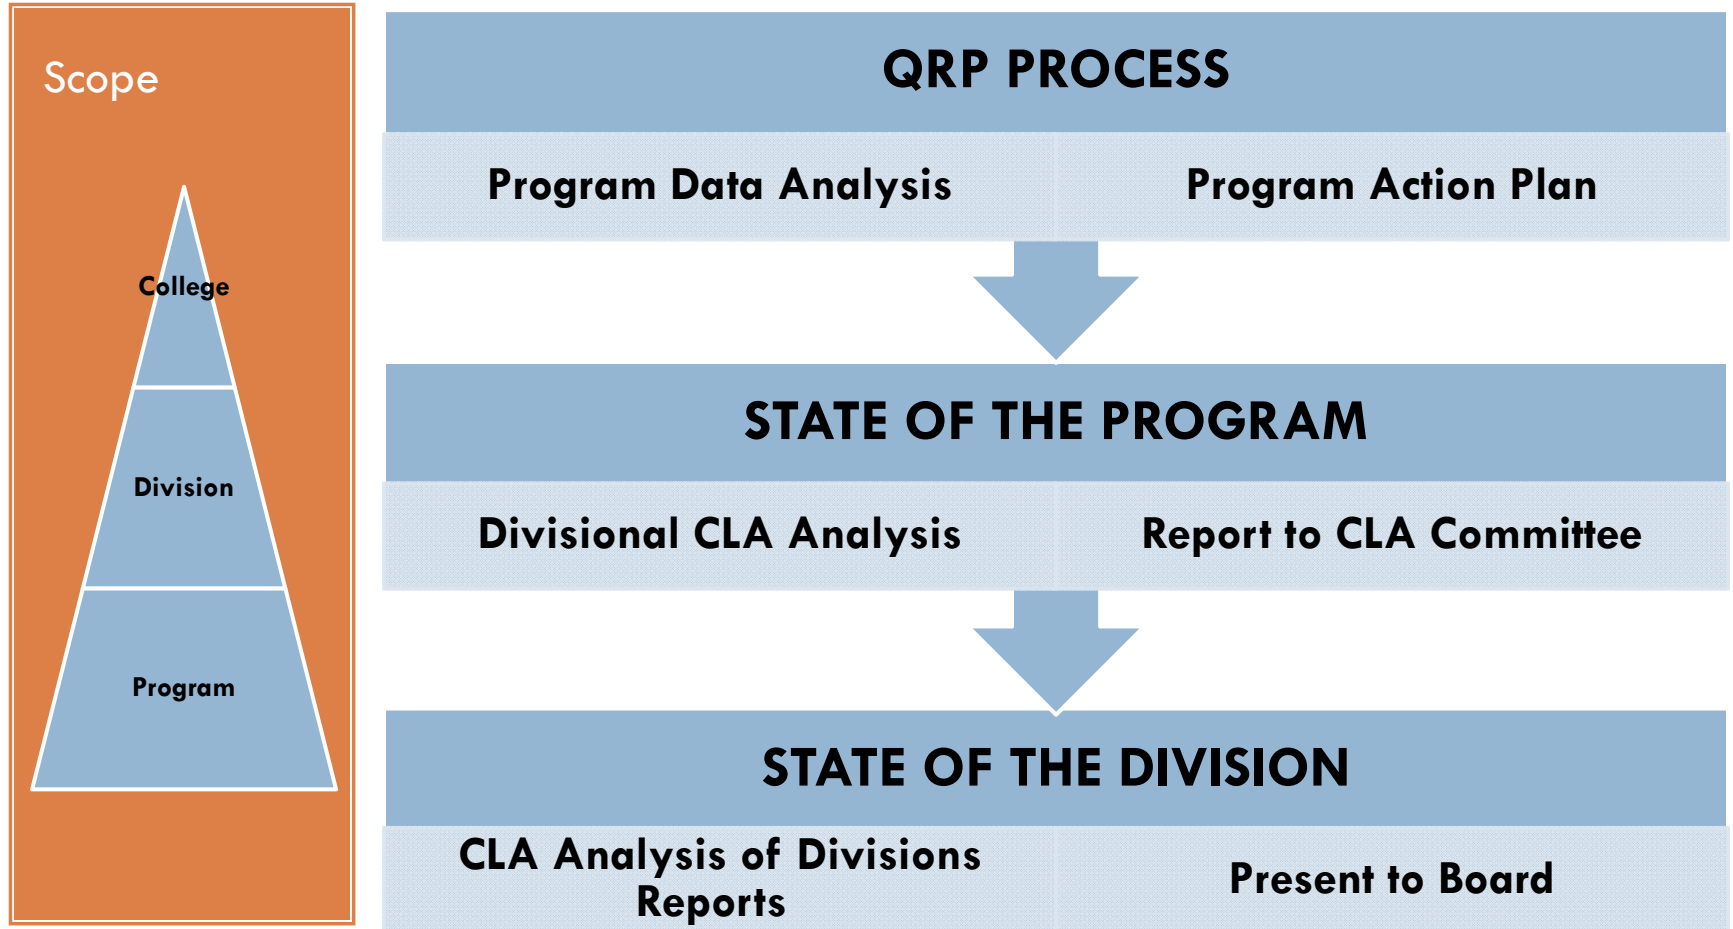 Scope
College
Division
Program
QRP PROCESS
Program Data Analysis
Program Action Plan
STATE OF THE PROGRAM
Divisional CLA Analysis
Report to CLA Committee
STATE OF THE DIVISION
CLA Analysis of Divisions
Reports
Present to Board